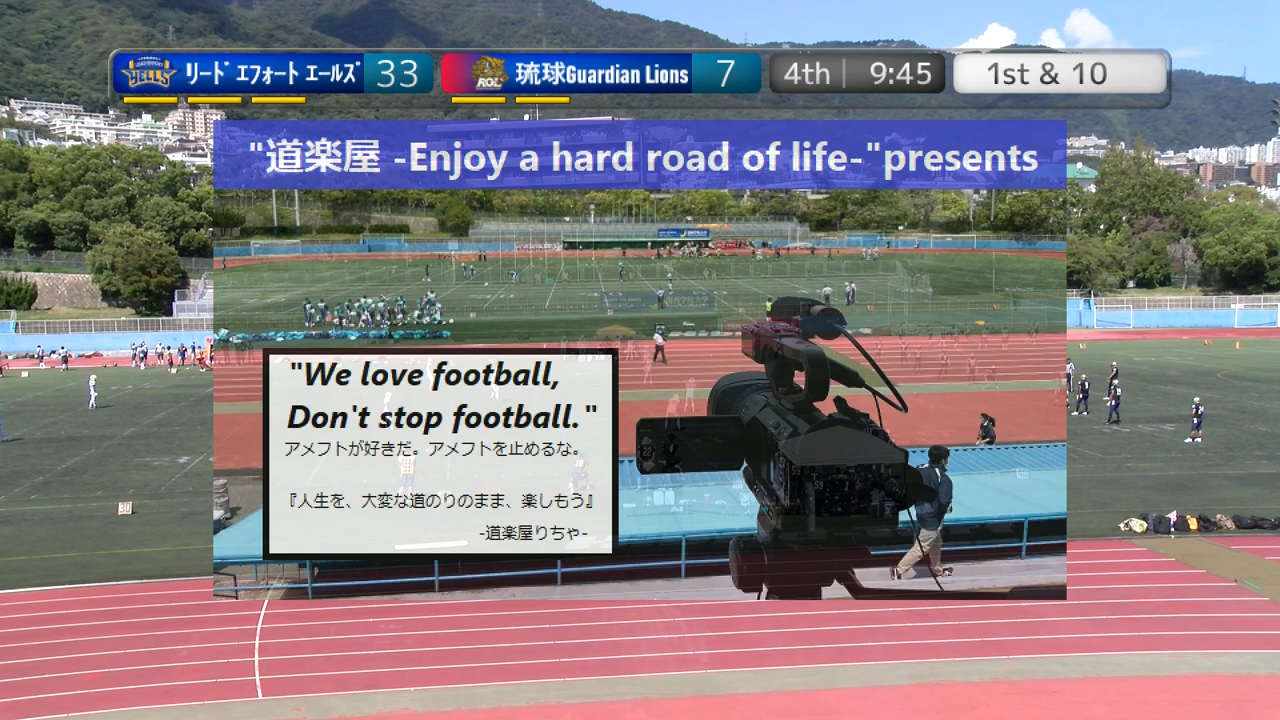 HELLS リードエフォート エールズ 33 ROL 琉球Guardian Lions 7 4th 9:45 1st & 10
"道楽屋 -Enjoy a hard road of life-"presents
"We love football,
Don't stop football."
アメフトが好きだ。アメフトを止めるな。
『人生を、大変な道のりのまま、楽しもう』
-道楽屋りちゃ-
30